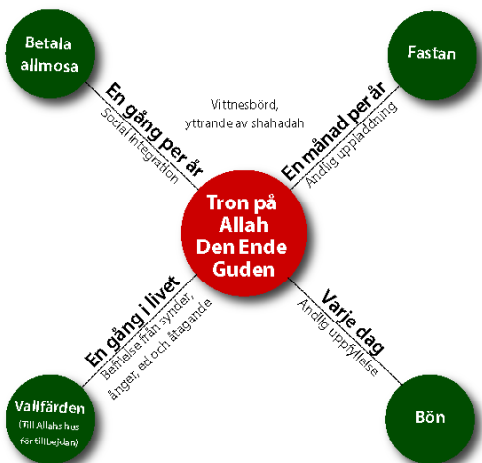 Betala
allmosa
Fastan
En gång per år
Social integration
Vittnesbörd,
yttrande av shahadah
En månad per år
Andlig uppladdning
Tron på
Allah
Den Ende
Guden
En gång i livet
Befrielse från synder,
ånger, ed och åtagande
Varje dag
Andlig uppfyllelse
Vallfärden
(Till Allahs hus
för tillbedjan)
Bön